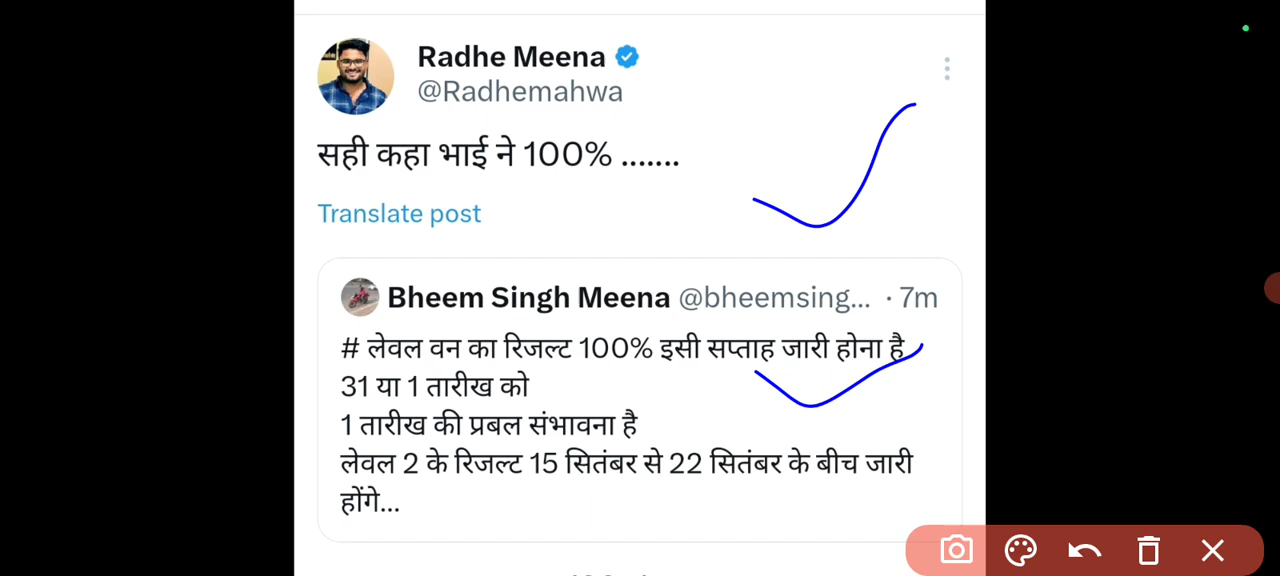 Radhe Meena
@Radhemahwa
सही कहा भाई ने 100% .......
Translate post
Bheem Singh Meena @bheemsing... · 7m
# लेवल वन का रिजल्ट 100% इसी सप्ताह जारी होना है
31 या 1 तारीख को
1 तारीख की प्रबल संभावना है
लेवल 2 के रिजल्ट 15 सितंबर से 22 सितंबर के बीच जारी
होंगे...